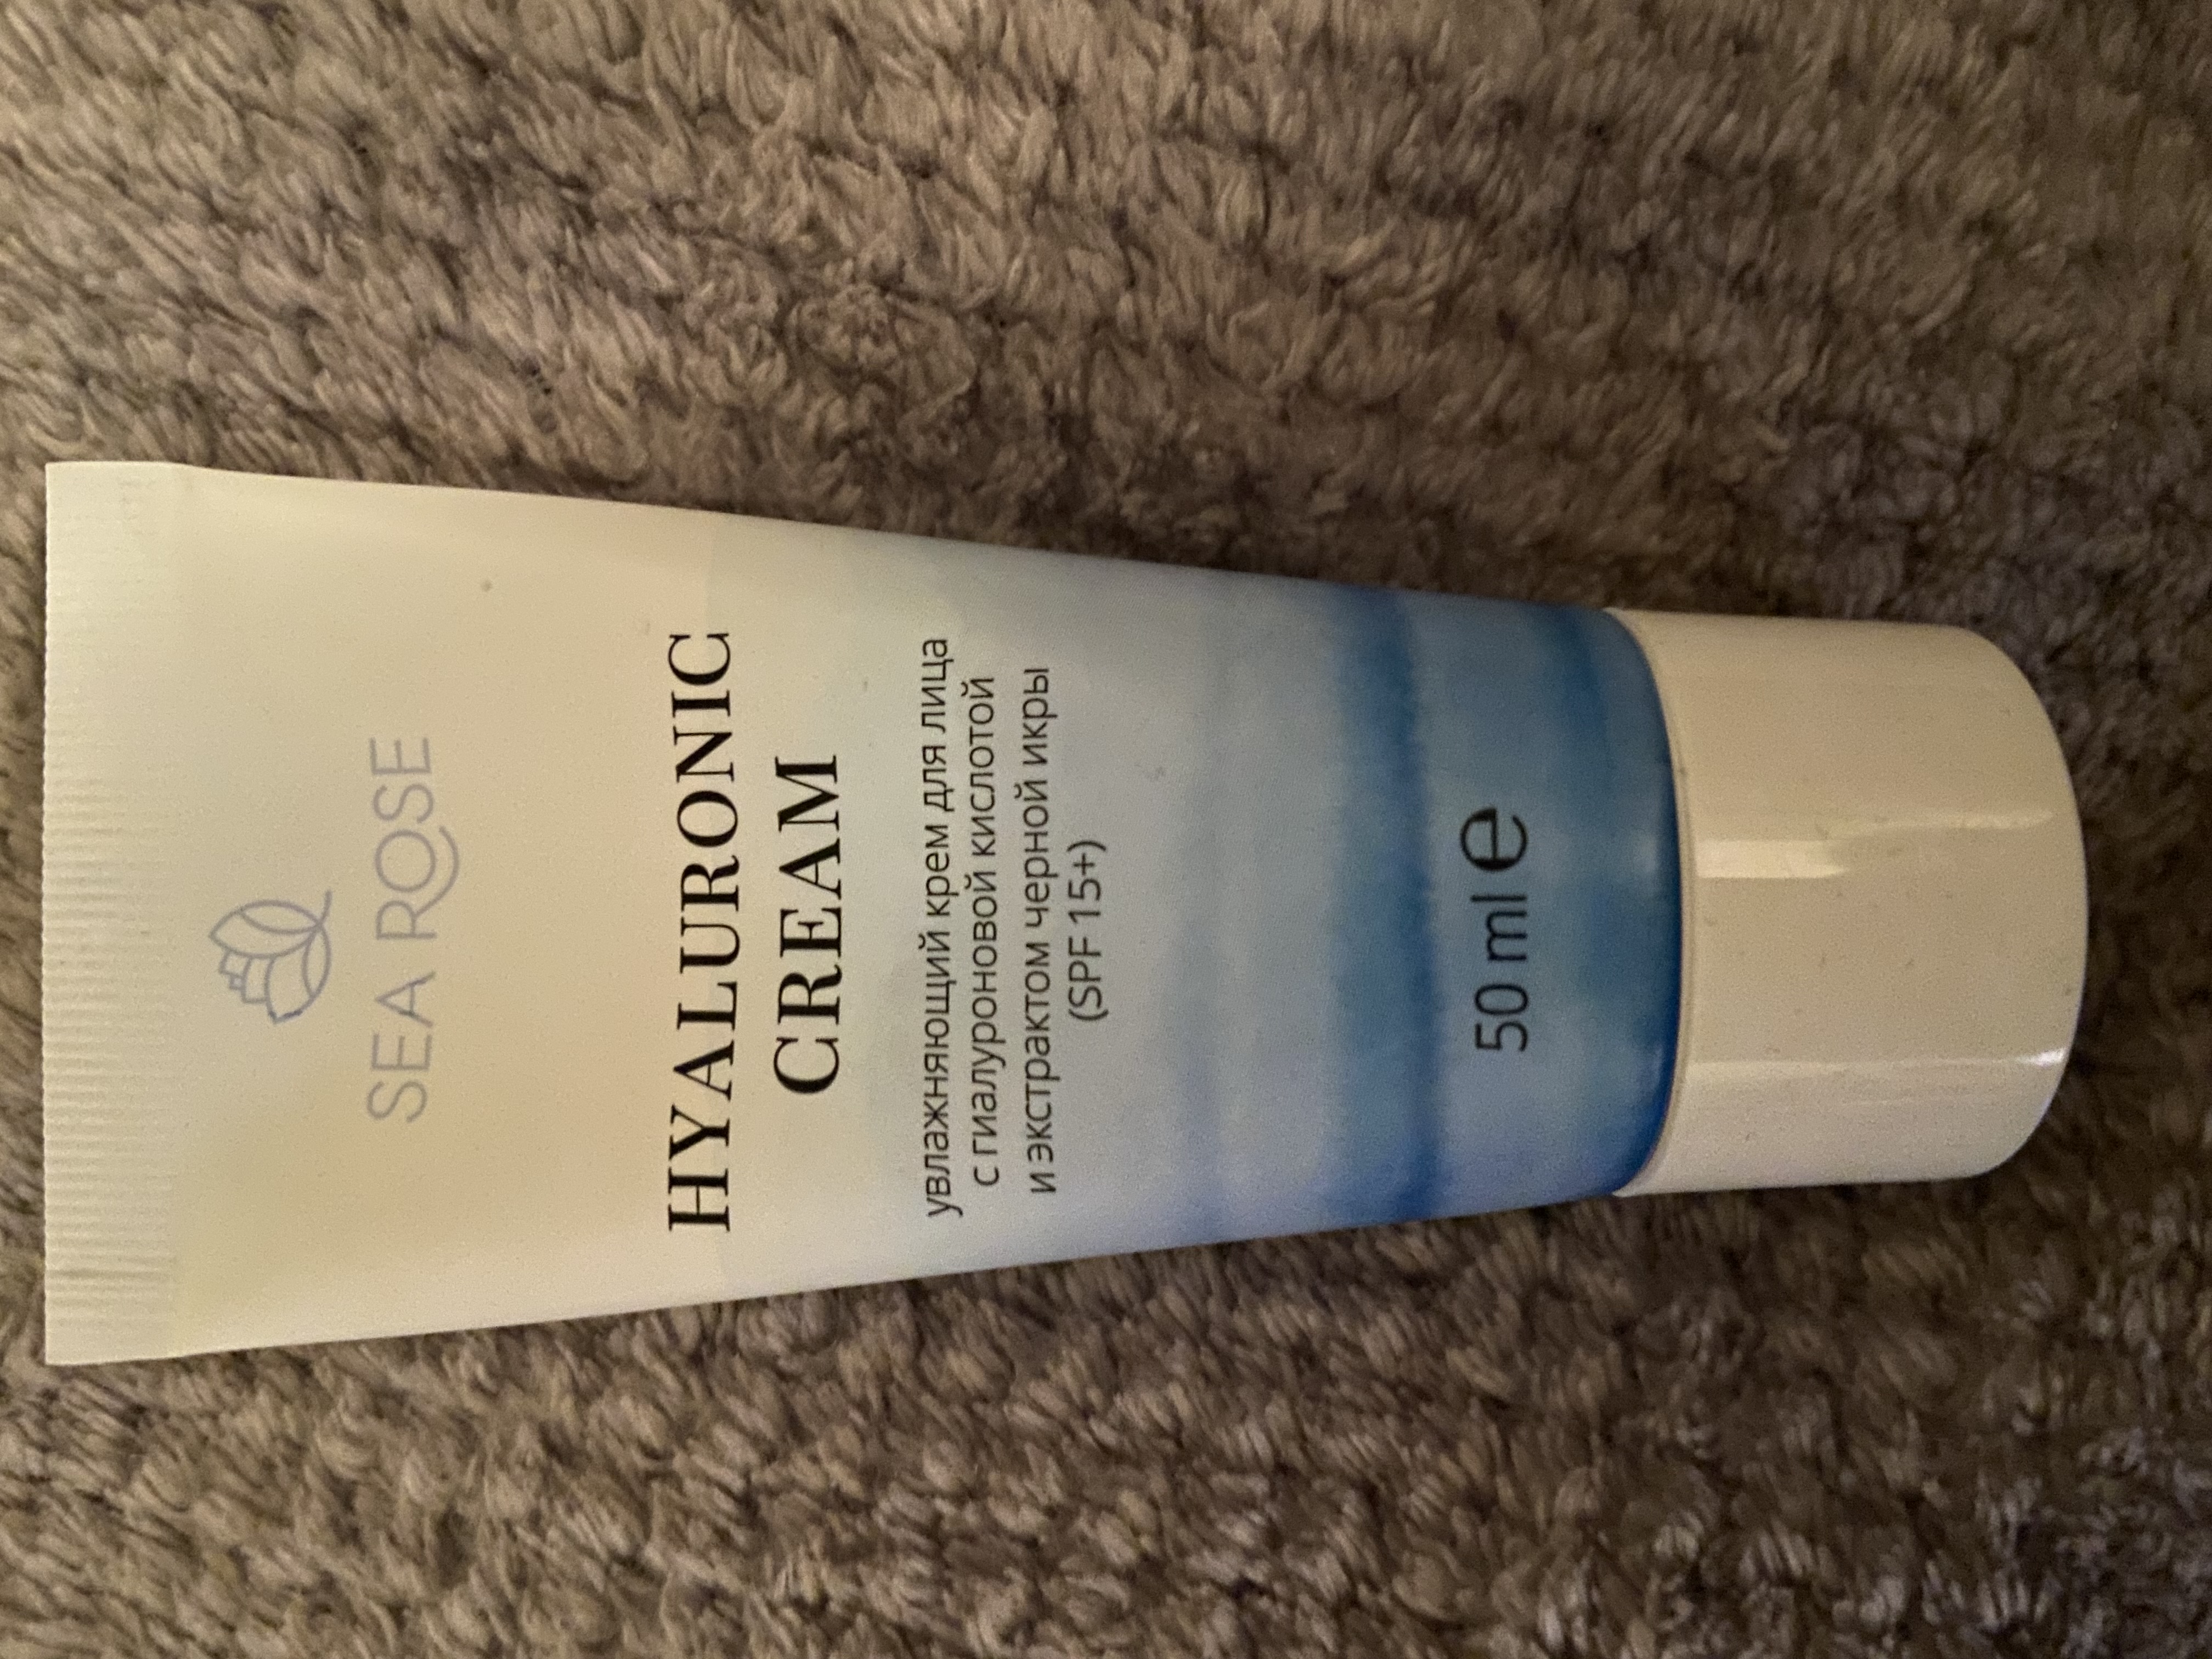 SEA ROSE
HYALURONIC
CREAM
увлажняющий крем для лица
с гиалуроновой кислотой
и экстрактом черной икры
(SPF 15+)
50 ml ℮